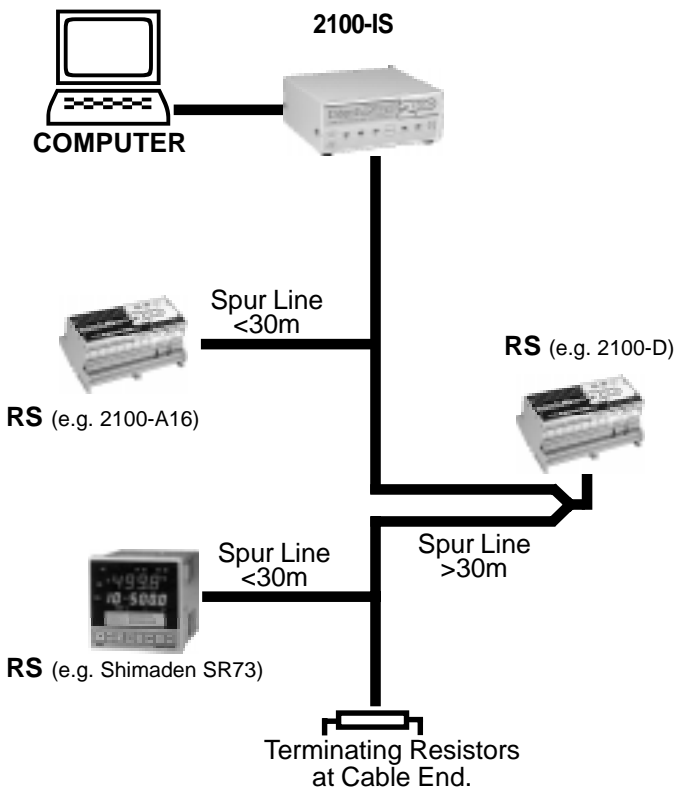 2100-IS
COMPUTER
Spur Line
<30m
RS (e.g. 2100-D)
RS (e.g. 2100-A16)
Spur Line
<30m
Spur Line
>30m
RS (e.g. Shimaden SR73)
Terminating Resistors
at Cable End.